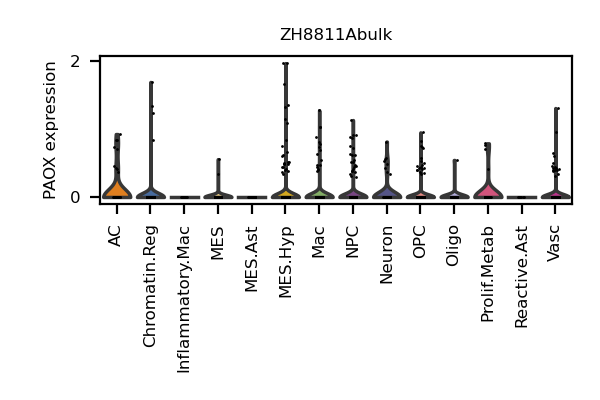 ZH8811Abulk
PAOX expression
2
0
AC
Chromatin.Reg
Inflammatory.Mac
MES
MES.Ast
MES.Hyp
Mac
NPC
Neuron
OPC
Oligo
Prolif.Metab
Reactive.Ast
Vasc